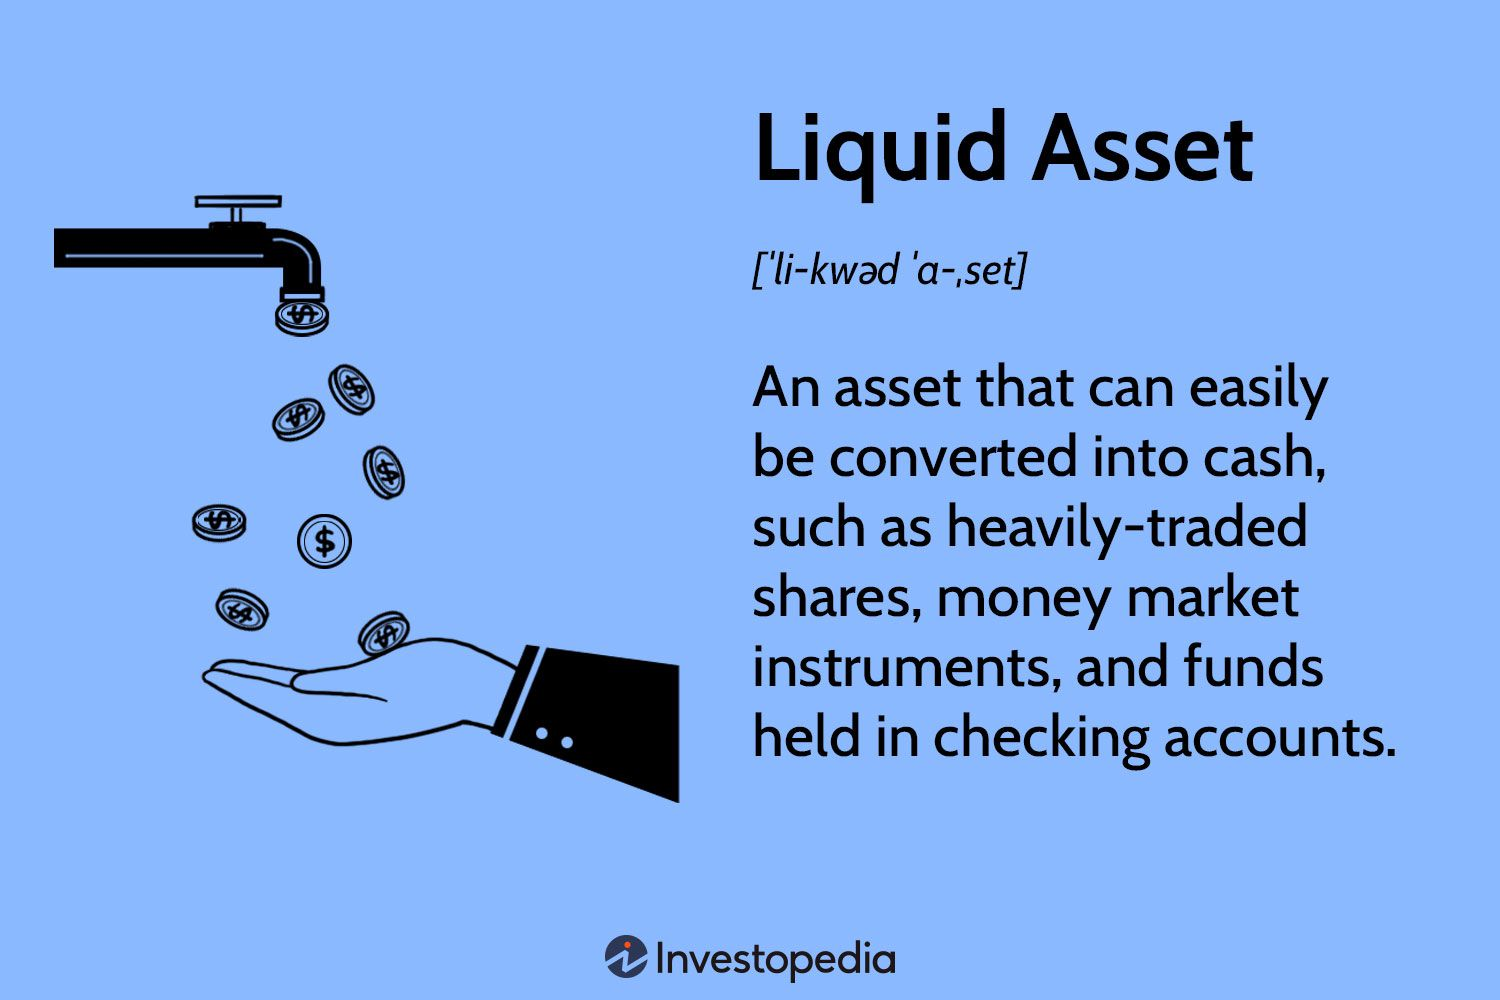 Liquid Asset
[ˈli-kwəd ˈa-ˌset]
An asset that can easily
be converted into cash,
such as heavily-traded
shares, money market
instruments, and funds
held in checking accounts.
$
$
$
$
$
$
$
$
Investopedia